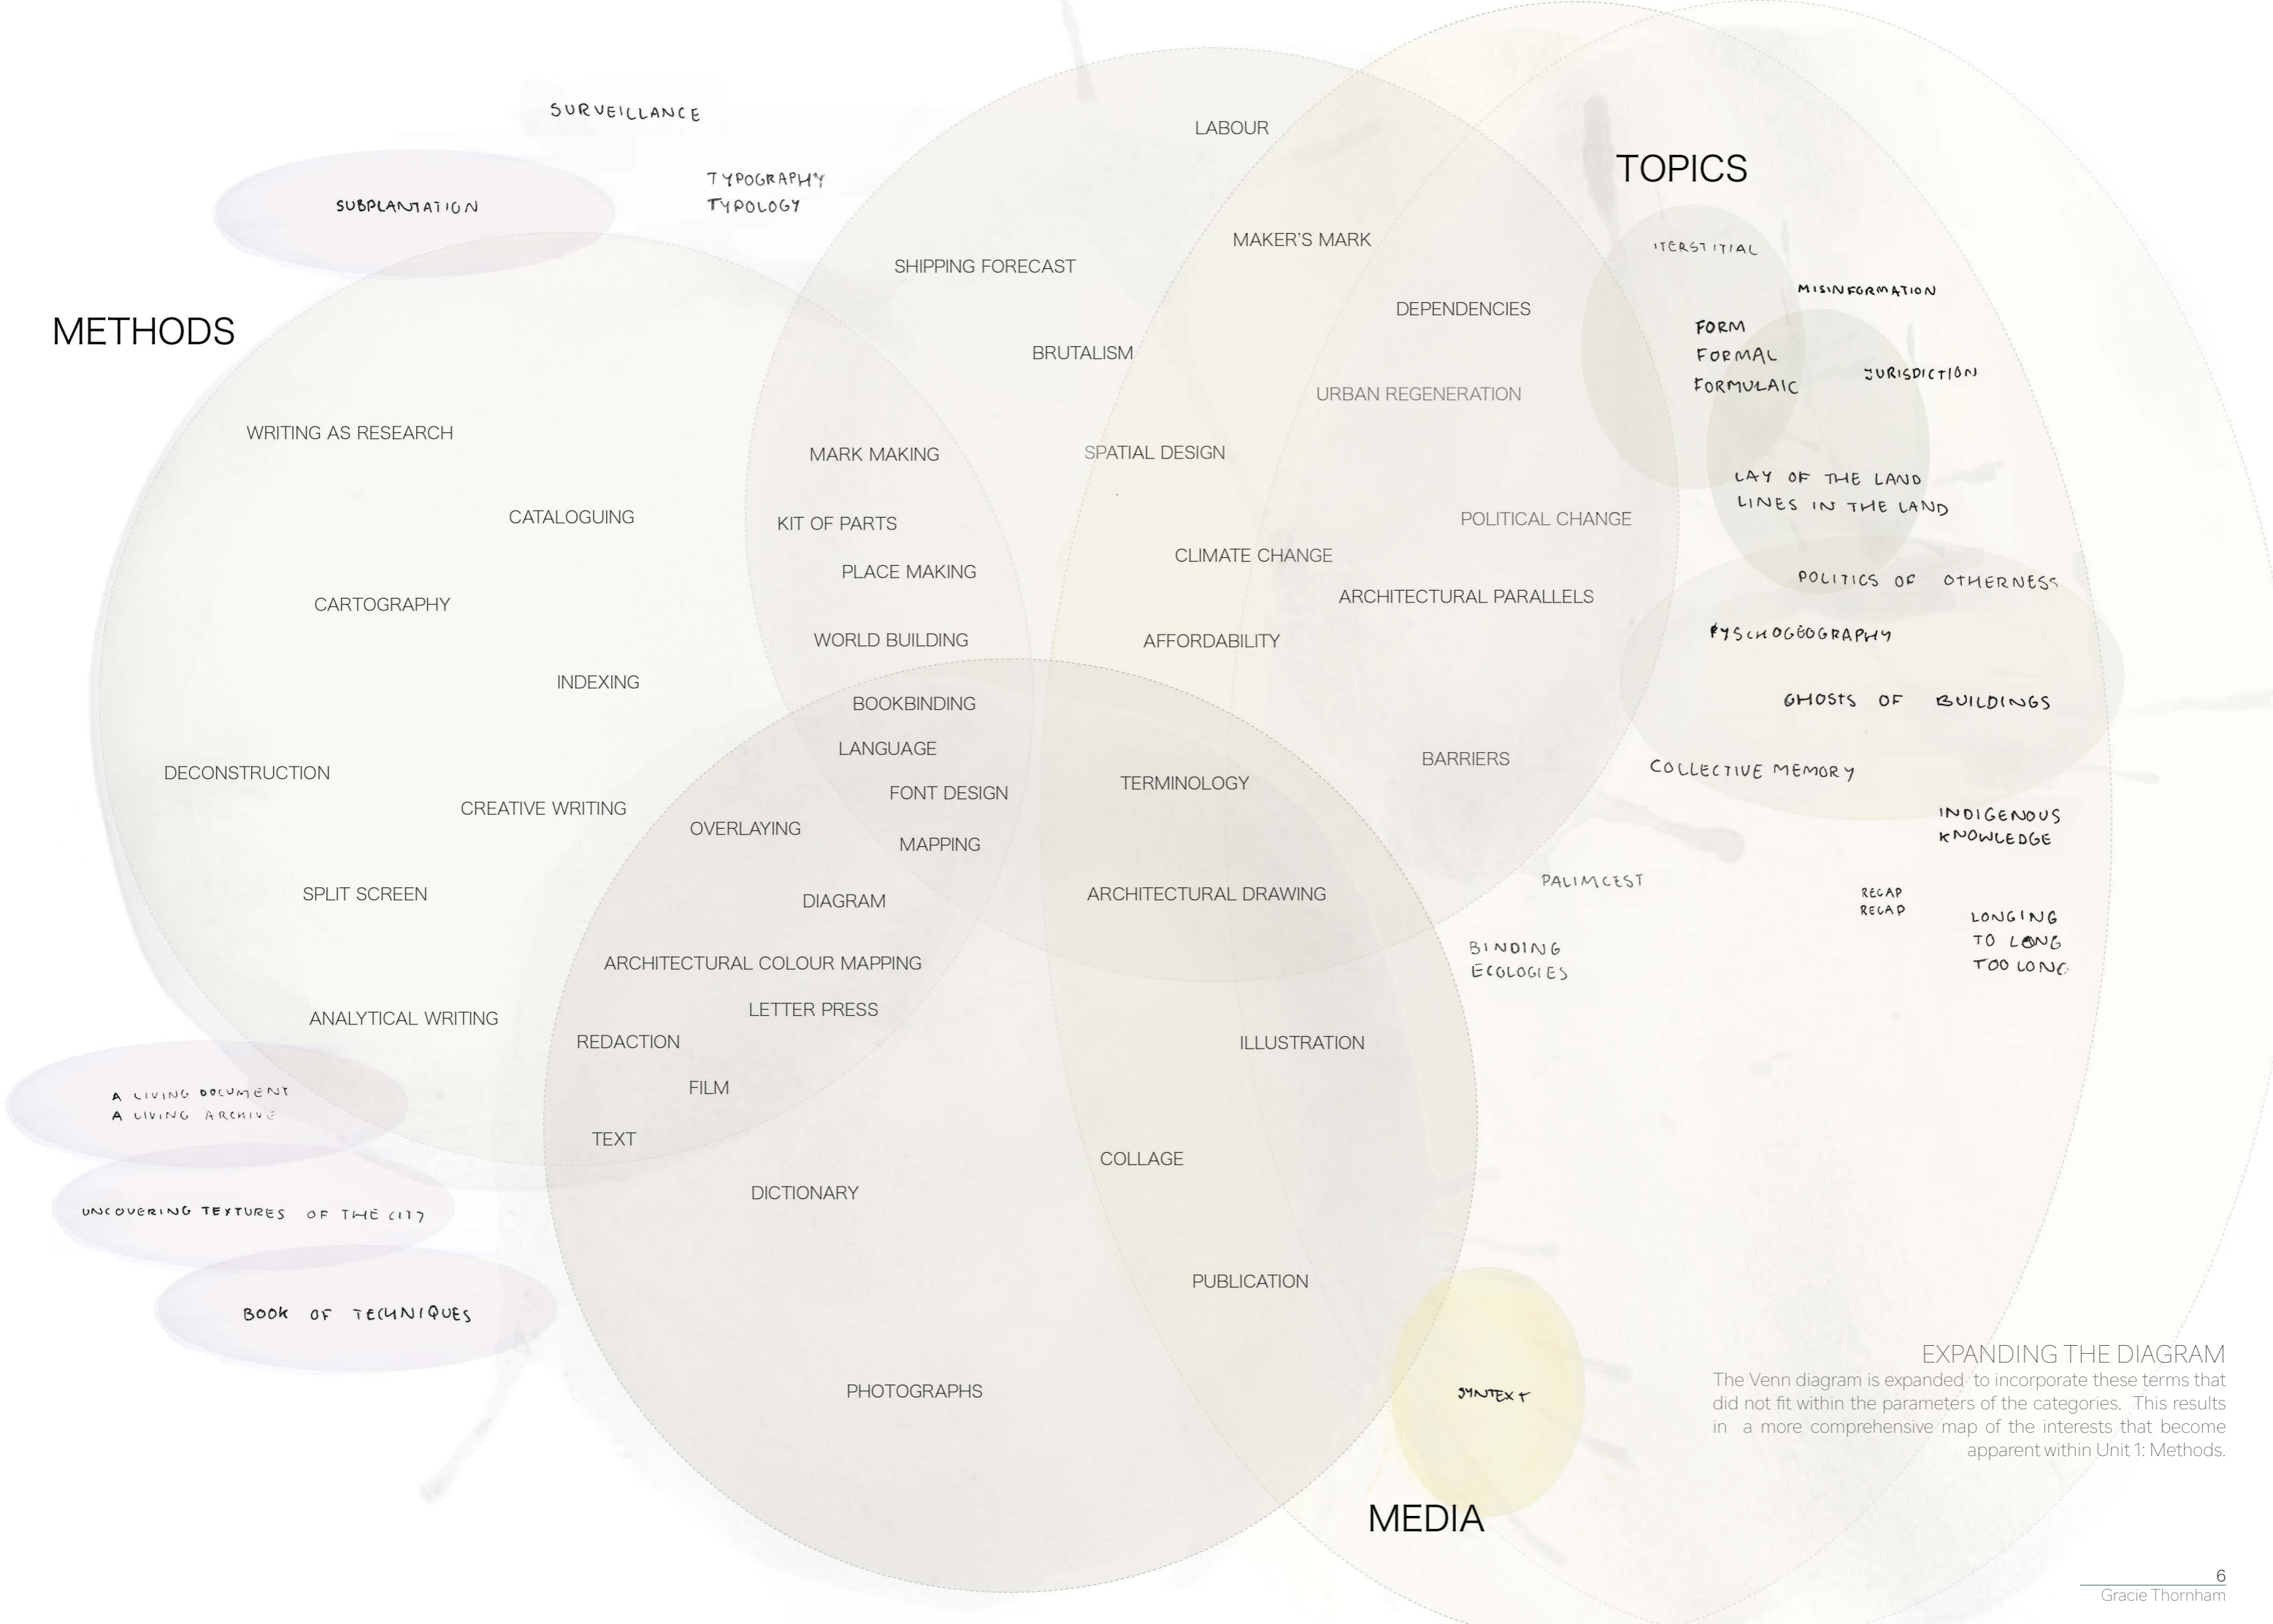 SURVEILLANCE
SUBPLANTATION
TYPOGRAPHY
TYPOLOGY
METHODS
WRITING AS RESEARCH
CATALOGUING
CARTOGRAPHY
INDEXING
DECONSTRUCTION
CREATIVE WRITING
SPLIT SCREEN
ANALYTICAL WRITING
A LIVING DOCUMENT
A LIVING ARCHIVE
UNCOVERING TEXTURES OF THE CITY
BOOK OF TECHNIQUES
LABOUR
MAKER'S MARK
SHIPPING FORECAST
DEPENDENCIES
BRUTALISM
URBAN REGENERATION
MARK MAKING
SPATIAL DESIGN
KIT OF PARTS
POLITICAL CHANGE
PLACE MAKING
CLIMATE CHANGE
ARCHITECTURAL PARALLELS
WORLD BUILDING
AFFORDABILITY
BOOKBINDING
LANGUAGE
BARRIERS
TERMINOLOGY
FONT DESIGN
OVERLAYING
MAPPING
DIAGRAM
ARCHITECTURAL DRAWING
ARCHITECTURAL COLOUR MAPPING
LETTER PRESS
REDACTION
ILLUSTRATION
FILM
TEXT
COLLAGE
DICTIONARY
PUBLICATION
PHOTOGRAPHS
TOPICS
ITERSTITIAL
MISINFORMATION
FORM
FORMAL
FORMULAIC
JURISDICTION
LAY OF THE LAND
LINES IN THE LAND
POLITICS OF OTHERNESS
PYSCHOGEOGRAPHY
GHOSTS OF BUILDINGS
COLLECTIVE MEMORY
INDIGENOUS
KNOWLEDGE
PALIMCEST
RECAP
RECAP
LONGING
TO LONG
TOO LONG
BINDING
ECOLOGIES
SYNTEXT
MEDIA
EXPANDING THE DIAGRAM
The Venn diagram is expanded to incorporate these terms that
did not fit within the parameters of the categories. This results
in a more comprehensive map of the interests that become
apparent within Unit 1: Methods.
6
Gracie Thornham